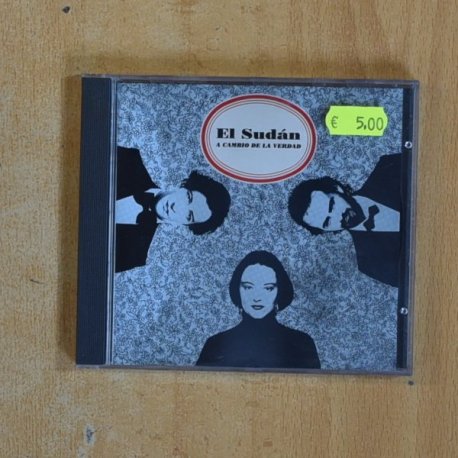 El Sudán
A CAMBIO DE LA VERDAD
€ 5,00